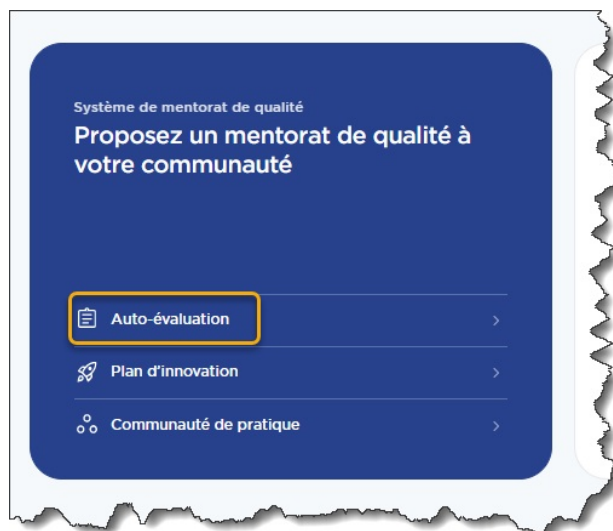 Système de mentorat de qualité
Proposez un mentorat de qualité à
votre communauté
Auto-évaluation
Plan d'innovation
Communauté de pratique